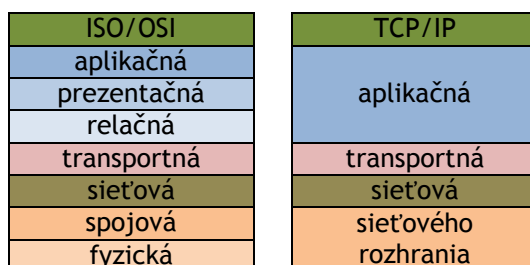 ISO/OSI
aplikačná
prezentačná
relačná
transportná
sieťová
spojová
fyzická
TCP/IP
aplikačná
transportná
sieťová
sieťového
rozhrania